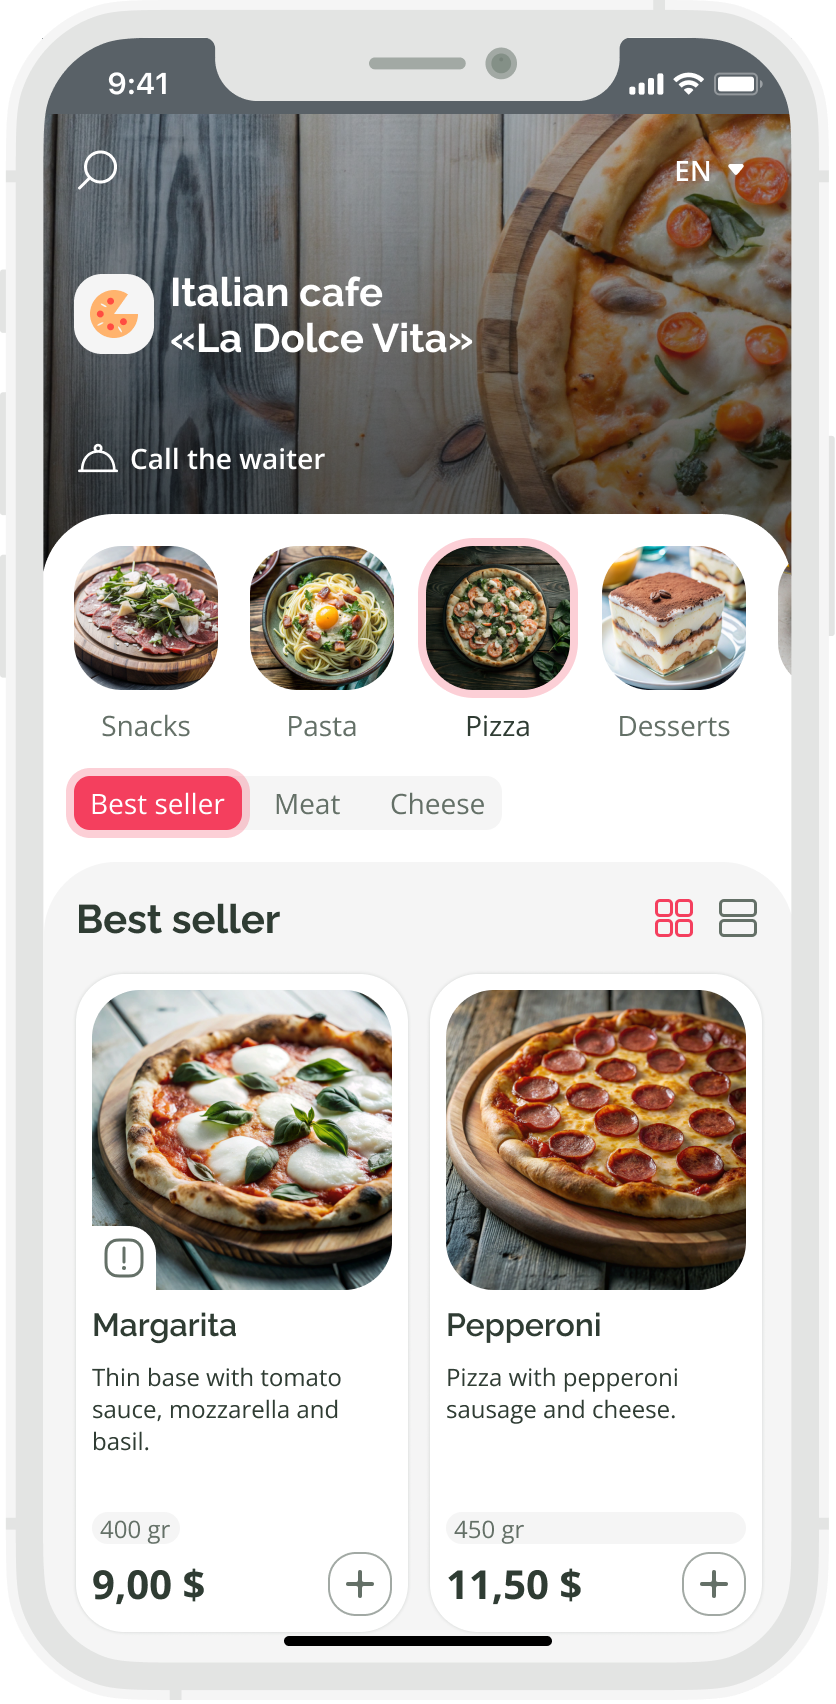 9:41
EN
Italian cafe
«La Dolce Vita»
Call the waiter
Snacks
Pasta
Pizza
Desserts
Best seller
Meat
Cheese
Best seller
Margarita
Thin base with tomato
sauce, mozzarella and
basil.
400 gr
9,00 $
Pepperoni
Pizza with pepperoni
sausage and cheese.
450 gr
11,50 $